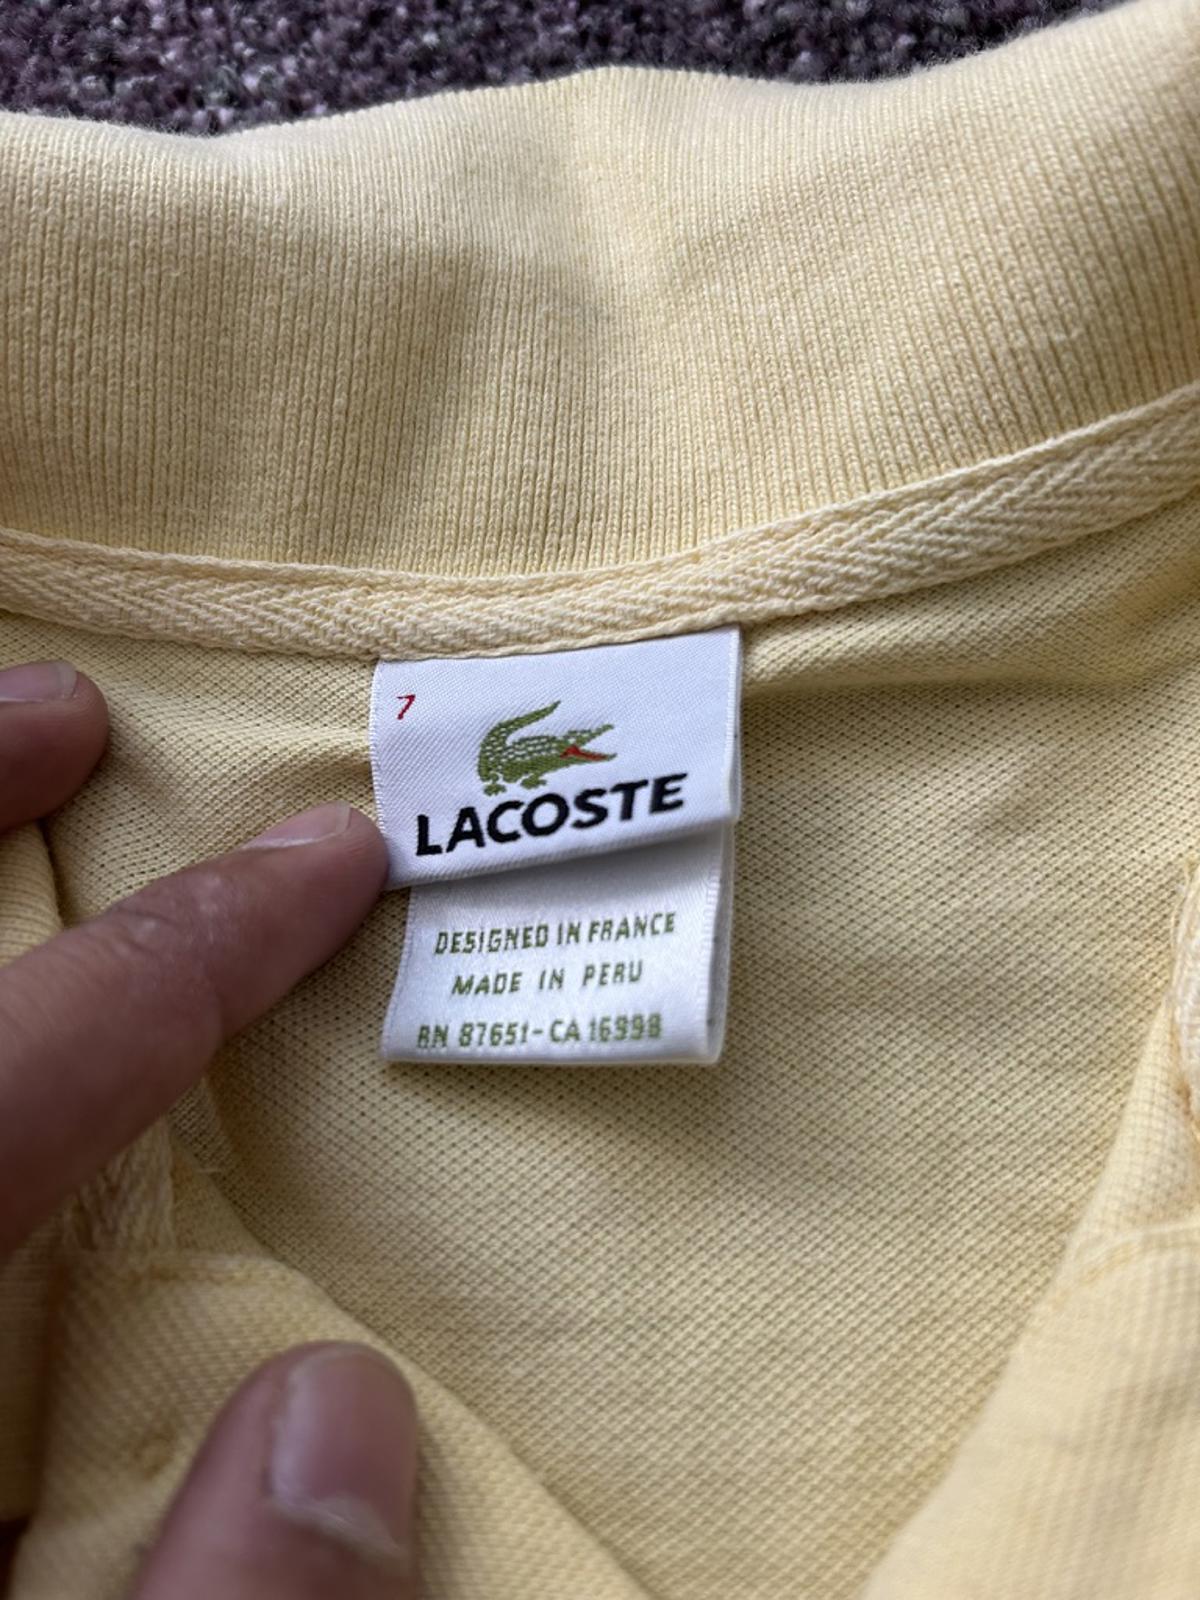 7
LACOSTE
DESIGNED IN FRANCE
MADE IN PERU
RN 87651-CA 16998